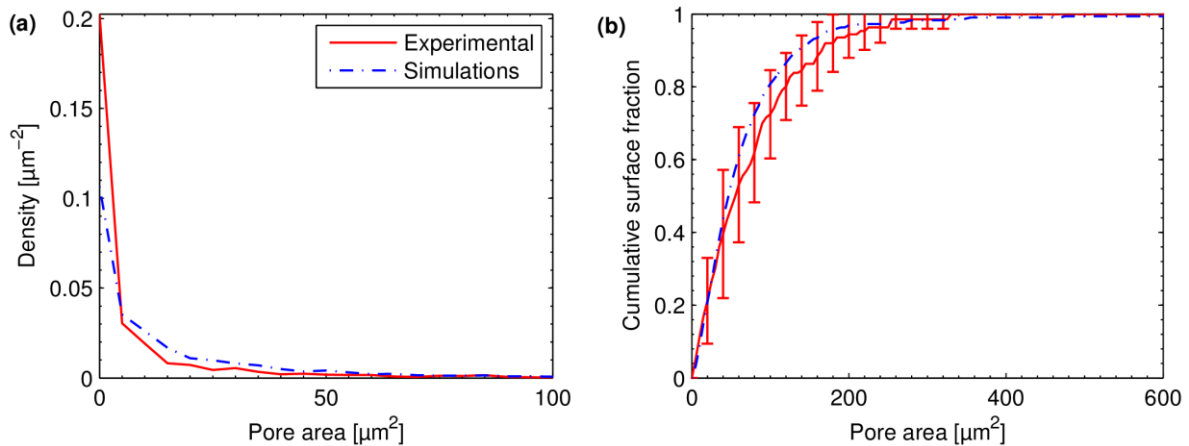 (a)
0.2
0.15
0.1
0.05
0
Density [µm⁻²]
Experimental
Simulations
0
50
100
Pore area [µm²]
(b)
1
0.8
0.6
0.4
0.2
0
Cumulative surface fraction
0
200
400
600
Pore area [µm²]